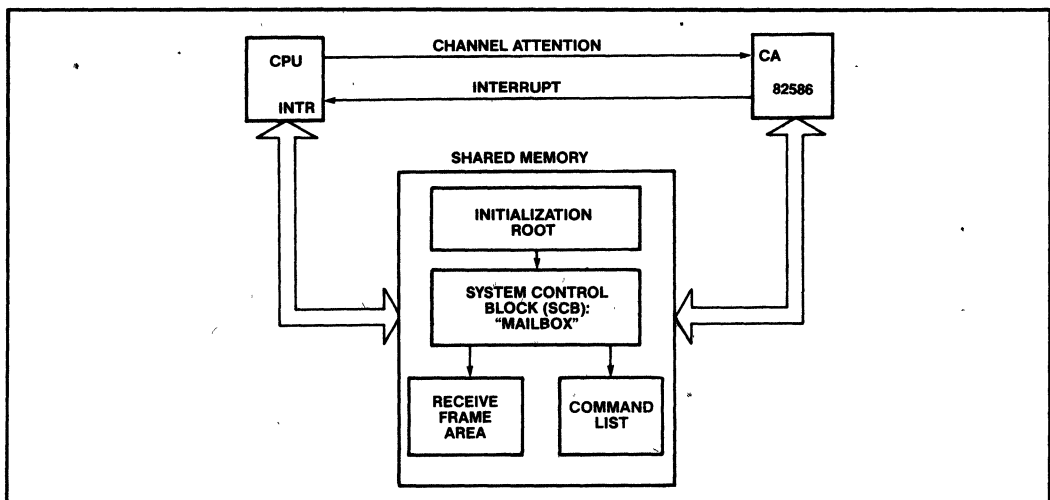 CHANNEL ATTENTION
CPU
CA
INTERRUPT
82586
INTR
SHARED MEMORY
INITIALIZATION
ROOT
SYSTEM CONTROL
BLOCK (SCB):
“MAILBOX”
RECEIVE
FRAME
AREA
COMMAND
LIST